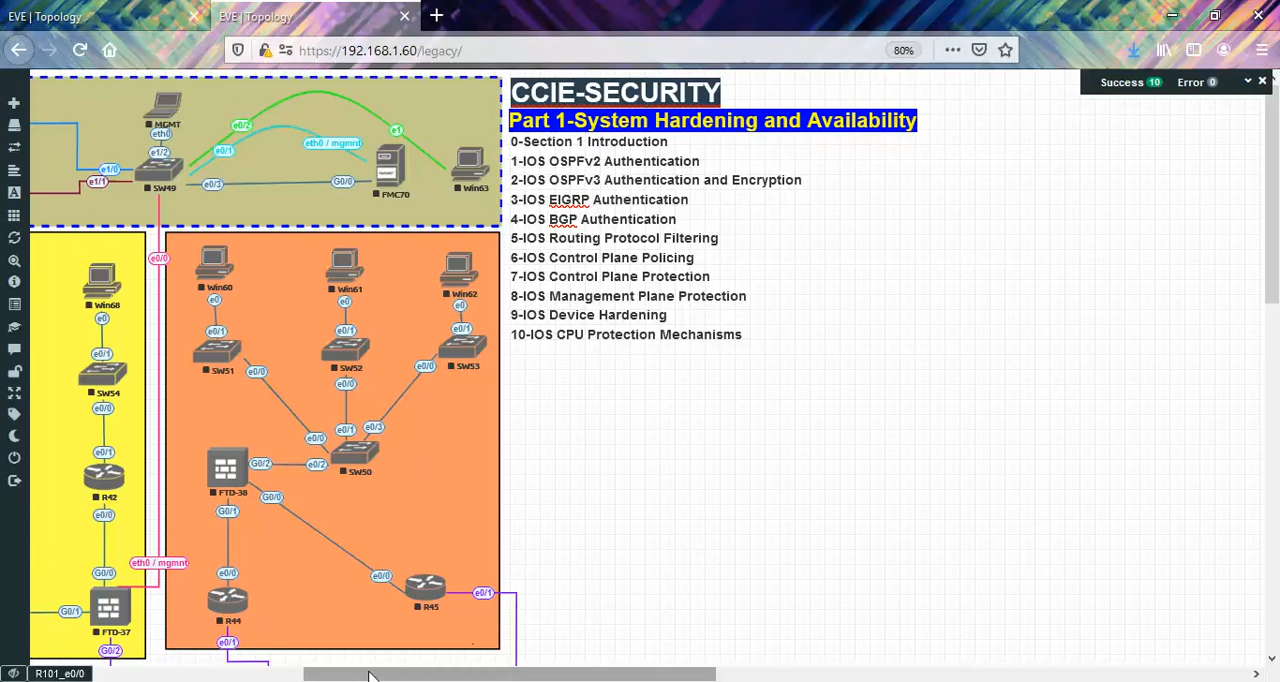 EVE | Topology
EVE | Topology
https://192.168.1.60/legacy/
80%
Success 10 Error 0
CCIE-SECURITY
Part 1-System Hardening and Availability
0-Section 1 Introduction
1-IOS OSPFv2 Authentication
2-IOS OSPFv3 Authentication and Encryption
3-IOS EIGRP Authentication
4-IOS BGP Authentication
5-IOS Routing Protocol Filtering
6-IOS Control Plane Policing
7-IOS Control Plane Protection
8-IOS Management Plane Protection
9-IOS Device Hardening
10-IOS CPU Protection Mechanisms
MGMT
eth0
e1/2
e0/2
e0/1
eth0 / mgmnt
e1
e1/0
e1/1
SW49
e0/3
G0/0
FMC70
Win63
e0/0
Win68
e0
e0/1
SW54
e0/0
e0/1
R42
e0/0
G0/0
G0/1
FTD-37
G0/2
eth0 / mgmnt
Win60
Win61
Win62
e0
e0
e0
e0/1
e0/1
e0/1
SW51
SW52
SW53
e0/0
e0/0
e0/0
e0/0
e0/1
e0/3
G0/2
e0/2
SW50
FTD-38
G0/1
G0/0
e0/0
e0/0
R44
R45
e0/1
e0/1
R101_e0/0